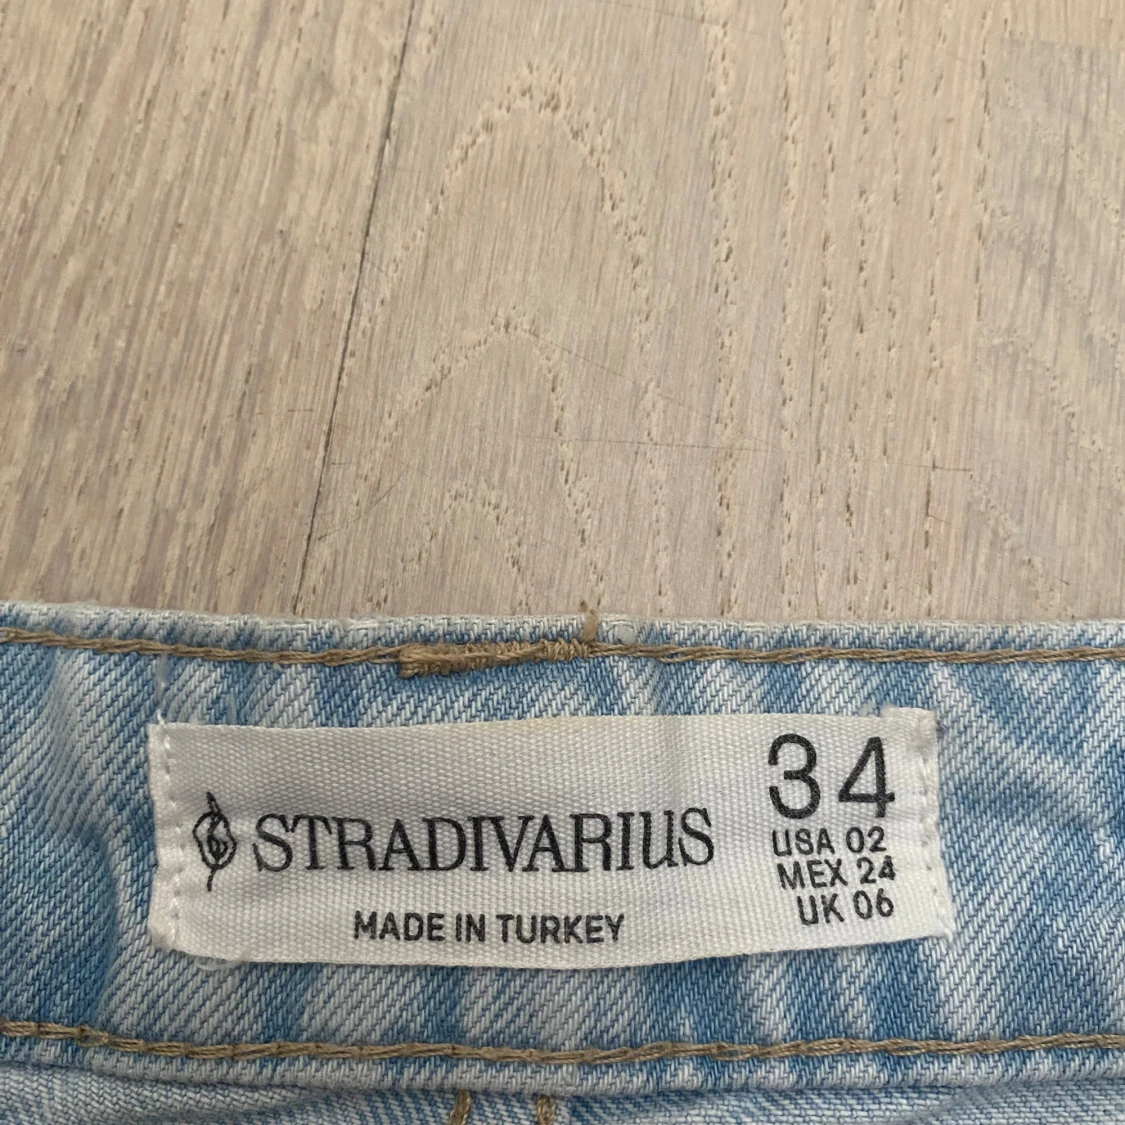 STRADIVARIUS
MADE IN TURKEY
34
USA 02
MEX 24
UK 06